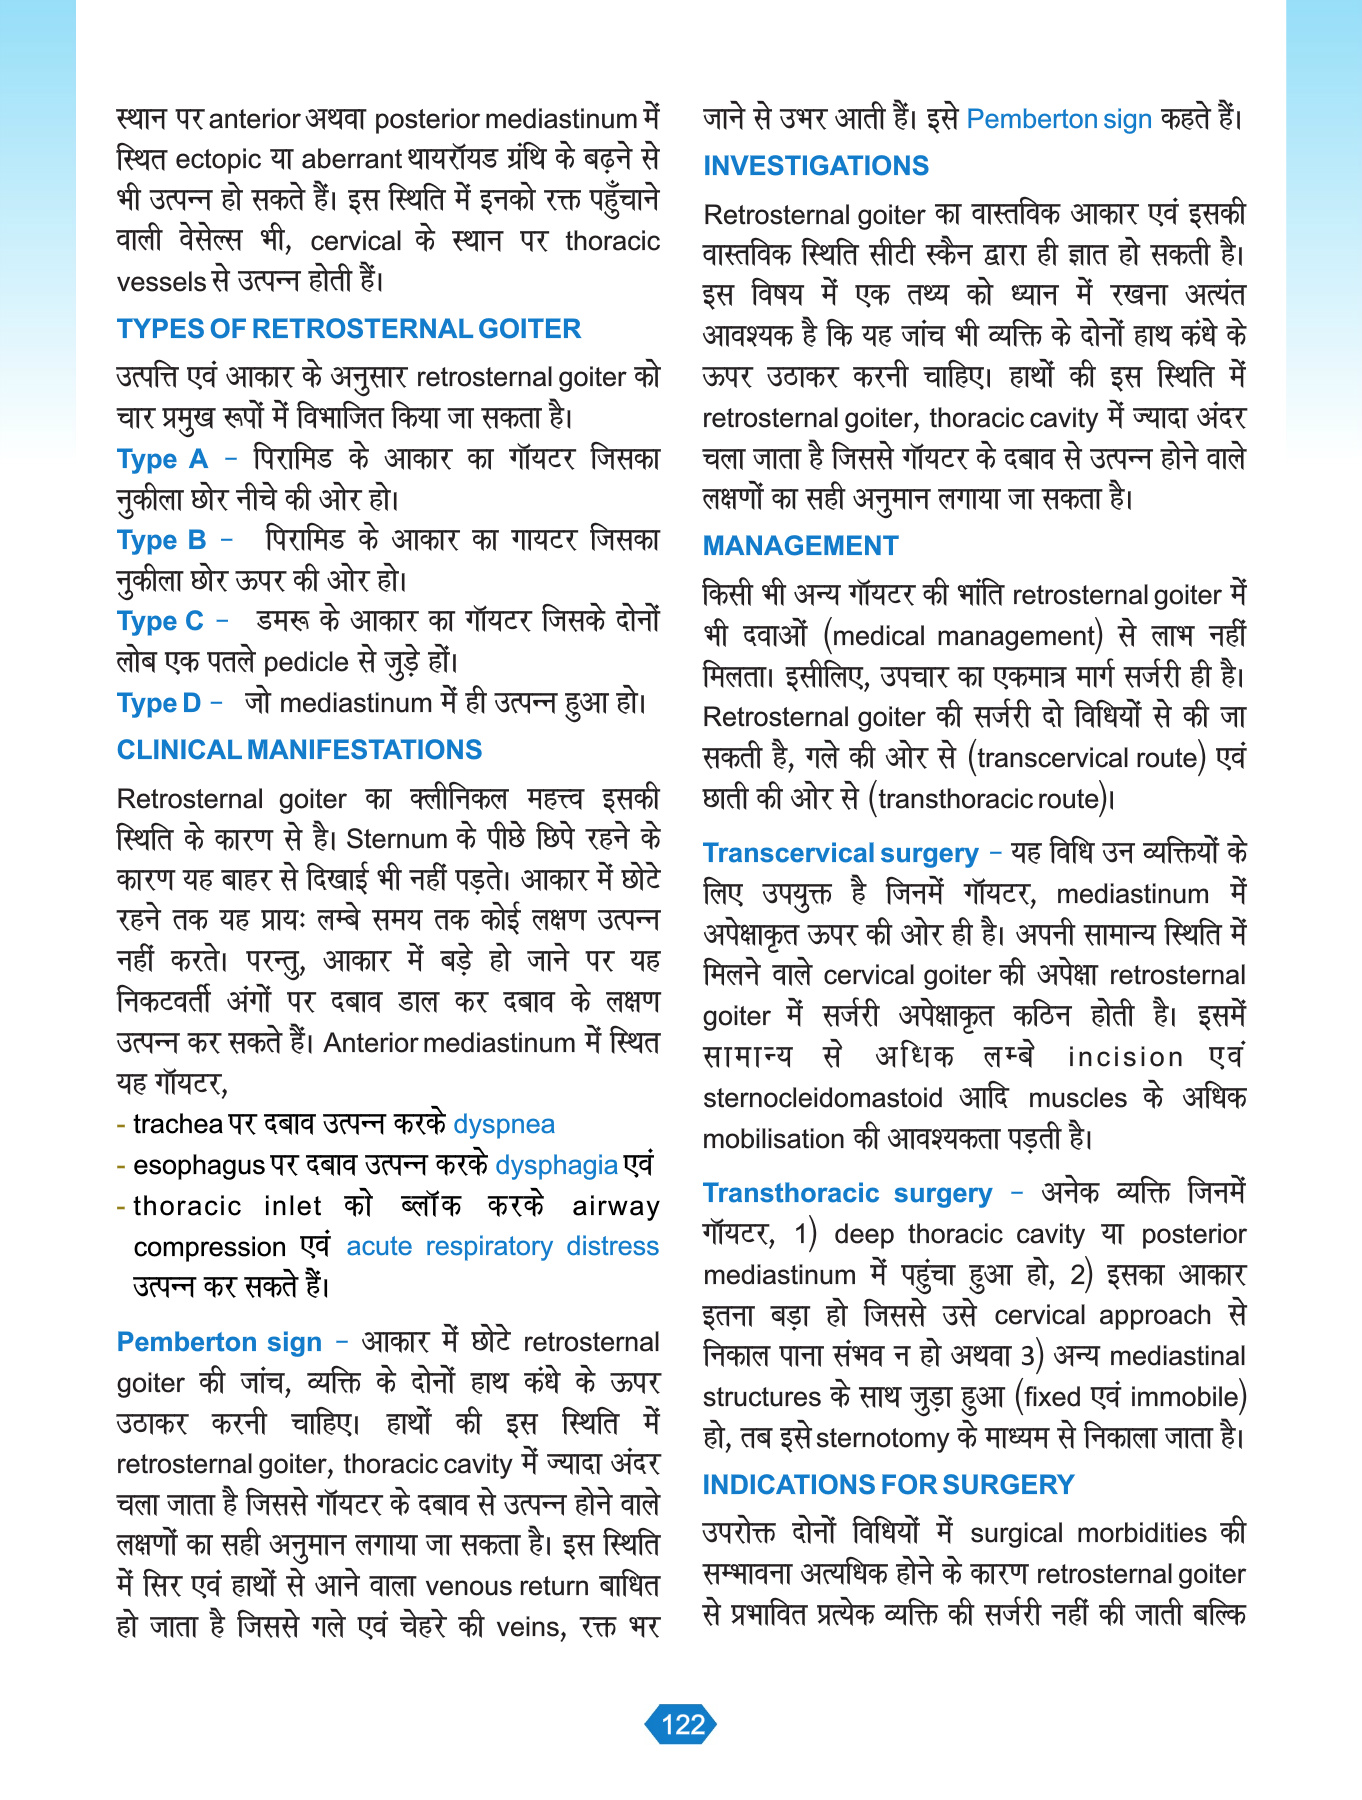 स्थान पर anterior अथवा posterior mediastinum में
स्थित ectopic या aberrant थायरॉयड ग्रंथि के बढ़ने से
भी उत्पन्न हो सकते हैं। इस स्थिति में इनको रक्त पहुँचाने
वाली वेसेल्स भी, cervical के स्थान पर thoracic
vessels से उत्पन्न होती हैं।
TYPES OF RETROSTERNAL GOITER
उत्पत्ति एवं आकार के अनुसार retrosternal goiter को
चार प्रमुख रूपों में विभाजित किया जा सकता है।
Type A – पिरामिड के आकार का गॉयटर जिसका
नुकीला छोर नीचे की ओर हो।
Type B – पिरामिड के आकार का गायटर जिसका
नुकीला छोर ऊपर की ओर हो।
Type C – डमरू के आकार का गॉयटर जिसके दोनों
लोब एक पतले pedicle से जुड़े हों।
Type D – जो mediastinum में ही उत्पन्न हुआ हो।
CLINICAL MANIFESTATIONS
Retrosternal goiter का क्लीनिकल महत्त्व इसकी
स्थिति के कारण से है। Sternum के पीछे छिपे रहने के
कारण यह बाहर से दिखाई भी नहीं पड़ते। आकार में छोटे
रहने तक यह प्रायः लम्बे समय तक कोई लक्षण उत्पन्न
नहीं करते। परन्तु, आकार में बड़े हो जाने पर यह
निकटवर्ती अंगों पर दबाव डाल कर दबाव के लक्षण
उत्पन्न कर सकते हैं। Anterior mediastinum में स्थित
यह गॉयटर,
- trachea पर दबाव उत्पन्न करके dyspnea
- esophagus पर दबाव उत्पन्न करके dysphagia एवं
- thoracic inlet को ब्लॉक करके airway
compression एवं acute respiratory distress
उत्पन्न कर सकते हैं।
Pemberton sign – आकार में छोटे retrosternal
goiter की जांच, व्यक्ति के दोनों हाथ कंधे के ऊपर
उठाकर करनी चाहिए। हाथों की इस स्थिति में
retrosternal goiter, thoracic cavity में ज्यादा अंदर
चला जाता है जिससे गॉयटर के दबाव से उत्पन्न होने वाले
लक्षणों का सही अनुमान लगाया जा सकता है। इस स्थिति
में सिर एवं हाथों से आने वाला venous return बाधित
हो जाता है जिससे गले एवं चेहरे की veins, रक्त भर
जाने से उभर आती हैं। इसे Pemberton sign कहते हैं।
INVESTIGATIONS
Retrosternal goiter का वास्तविक आकार एवं इसकी
वास्तविक स्थिति सीटी स्कैन द्वारा ही ज्ञात हो सकती है।
इस विषय में एक तथ्य को ध्यान में रखना अत्यंत
आवश्यक है कि यह जांच भी व्यक्ति के दोनों हाथ कंधे के
ऊपर उठाकर करनी चाहिए। हाथों की इस स्थिति में
retrosternal goiter, thoracic cavity में ज्यादा अंदर
चला जाता है जिससे गॉयटर के दबाव से उत्पन्न होने वाले
लक्षणों का सही अनुमान लगाया जा सकता है।
MANAGEMENT
किसी भी अन्य गॉयटर की भांति retrosternal goiter में
भी दवाओं (medical management) से लाभ नहीं
मिलता। इसीलिए, उपचार का एकमात्र मार्ग सर्जरी ही है।
Retrosternal goiter की सर्जरी दो विधियों से की जा
सकती है, गले की ओर से (transcervical route) एवं
छाती की ओर से (transthoracic route)।
Transcervical surgery – यह विधि उन व्यक्तियों के
लिए उपयुक्त है जिनमें गॉयटर, mediastinum में
अपेक्षाकृत ऊपर की ओर ही है। अपनी सामान्य स्थिति में
मिलने वाले cervical goiter की अपेक्षा retrosternal
goiter में सर्जरी अपेक्षाकृत कठिन होती है। इसमें
सामान्य से अधिक लम्बे incision एवं
sternocleidomastoid आदि muscles के अधिक
mobilisation की आवश्यकता पड़ती है।
Transthoracic surgery – अनेक व्यक्ति जिनमें
गॉयटर, 1) deep thoracic cavity या posterior
mediastinum में पहुंचा हुआ हो, 2) इसका आकार
इतना बड़ा हो जिससे उसे cervical approach से
निकाल पाना संभव न हो अथवा 3) अन्य mediastinal
structures के साथ जुड़ा हुआ (fixed एवं immobile)
हो, तब इसे sternotomy के माध्यम से निकाला जाता है।
INDICATIONS FOR SURGERY
उपरोक्त दोनों विधियों में surgical morbidities की
सम्भावना अत्यधिक होने के कारण retrosternal goiter
से प्रभावित प्रत्येक व्यक्ति की सर्जरी नहीं की जाती बल्कि
122